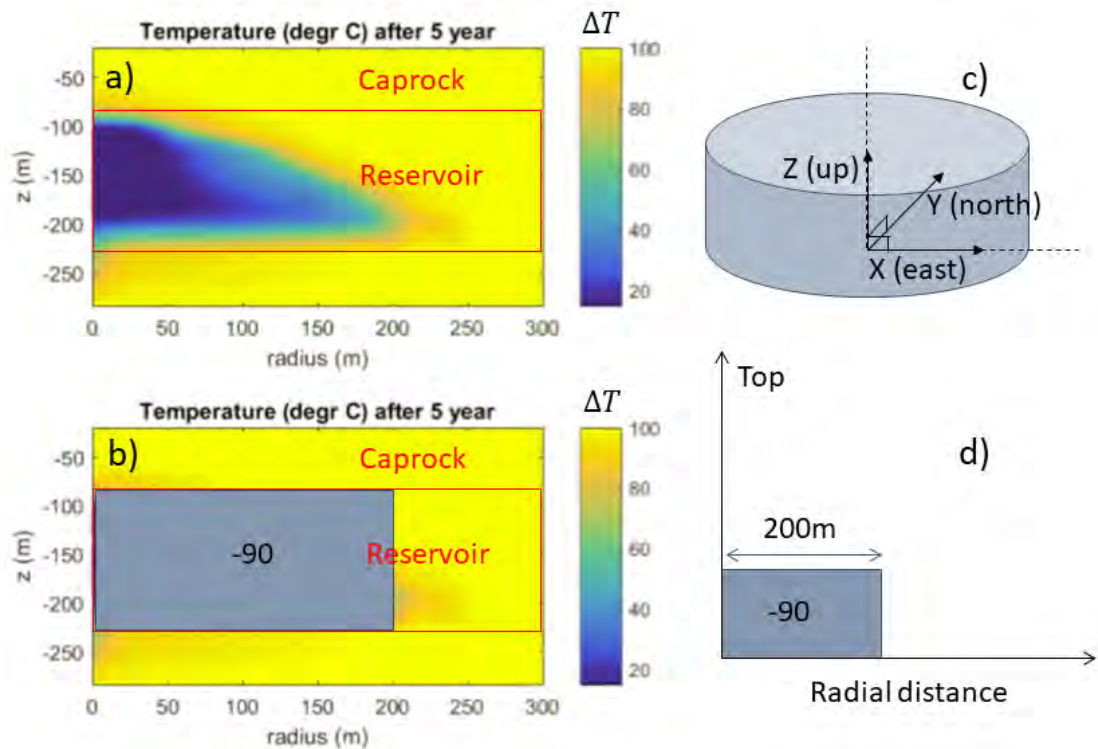 Temperature (degr C) after 5 year
ΔT
a)
Caprock
Reservoir
-50
-100
-150
-200
-250
z (m)
0 50 100 150 200 250 300
radius (m)
100
80
60
40
20
c)
Z (up)
Y (north)
X (east)
Temperature (degr C) after 5 year
ΔT
b)
Caprock
-90
Reservoir
-50
-100
-150
-200
-250
z (m)
0 50 100 150 200 250 300
radius (m)
100
80
60
40
20
Top
d)
200m
-90
Radial distance